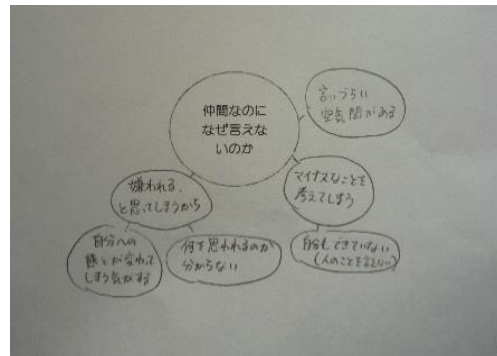 仲間なのに
なぜ言えな
いのか
言いづらい
空気間がある
嫌われる、
と思ってしまうから
マイナスなことを
考えてしまう
自分への
態度が変わって
しまう気がする
何を思われるのか
分からない
自分もできていない
(人のことを言えない)